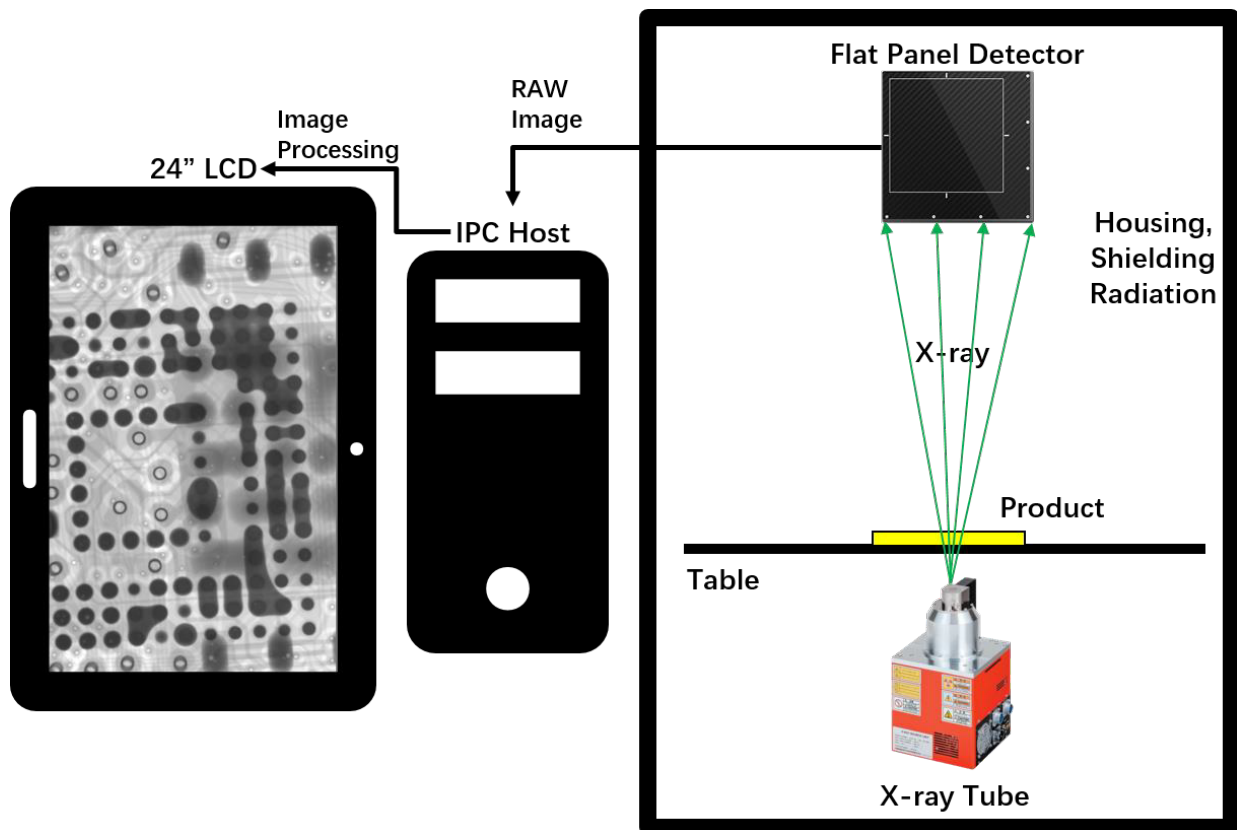 Flat Panel Detector
RAW
Image
Image
Processing
24” LCD
IPC Host
Housing,
Shielding
Radiation
X-ray
Product
Table
X-ray Tube